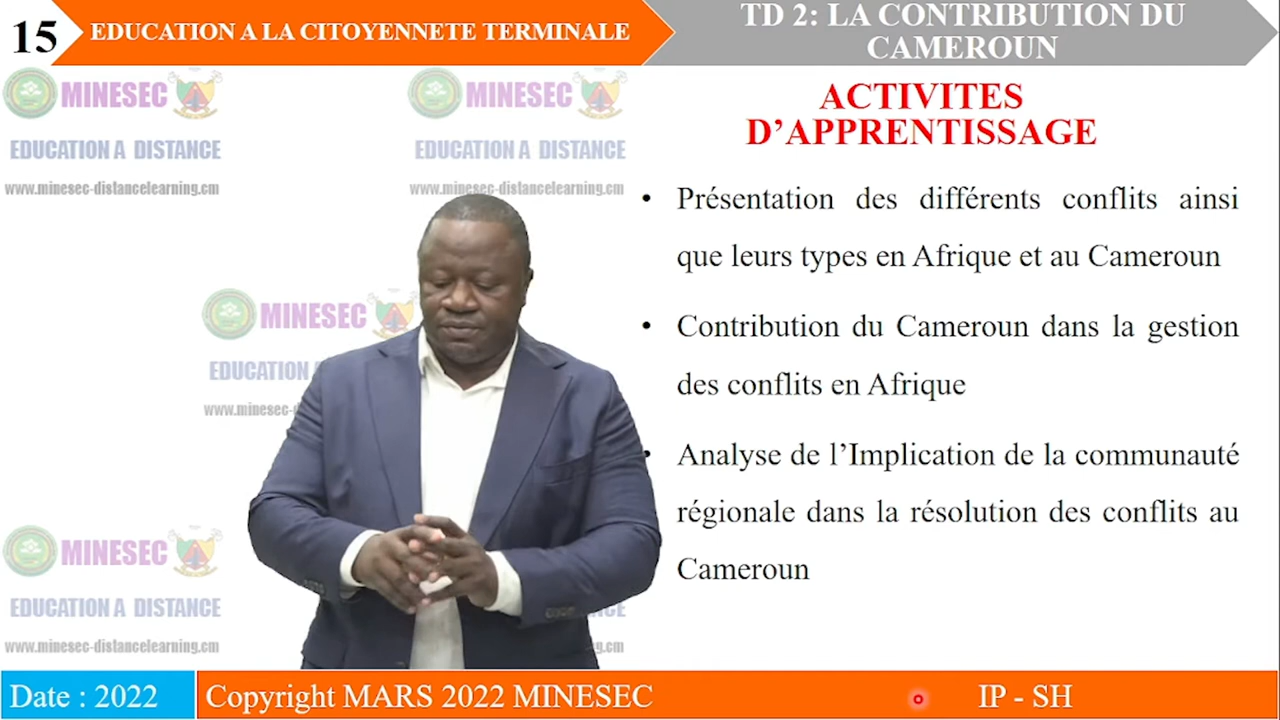 15
EDUCATION A LA CITOYENNETE TERMINALE
TD 2: LA CONTRIBUTION DU
CAMEROUN
MINESEC
EDUCATION A DISTANCE
www.minesec-distancelearning.cm
MINESEC
EDUCATION A DISTANCE
www.minesec-distancelearning.cm
ACTIVITES
D’APPRENTISSAGE
• Présentation des différents conflits ainsi
que leurs types en Afrique et au Cameroun
• Contribution du Cameroun dans la gestion
des conflits en Afrique
• Analyse de l’Implication de la communauté
régionale dans la résolution des conflits au
Cameroun
MINESEC
EDUCATION
www.minesec-
MINESEC
EDUCATION A DISTANCE
www.minesec-distancelearning.cm
Date : 2022
Copyright MARS 2022 MINESEC
IP - SH